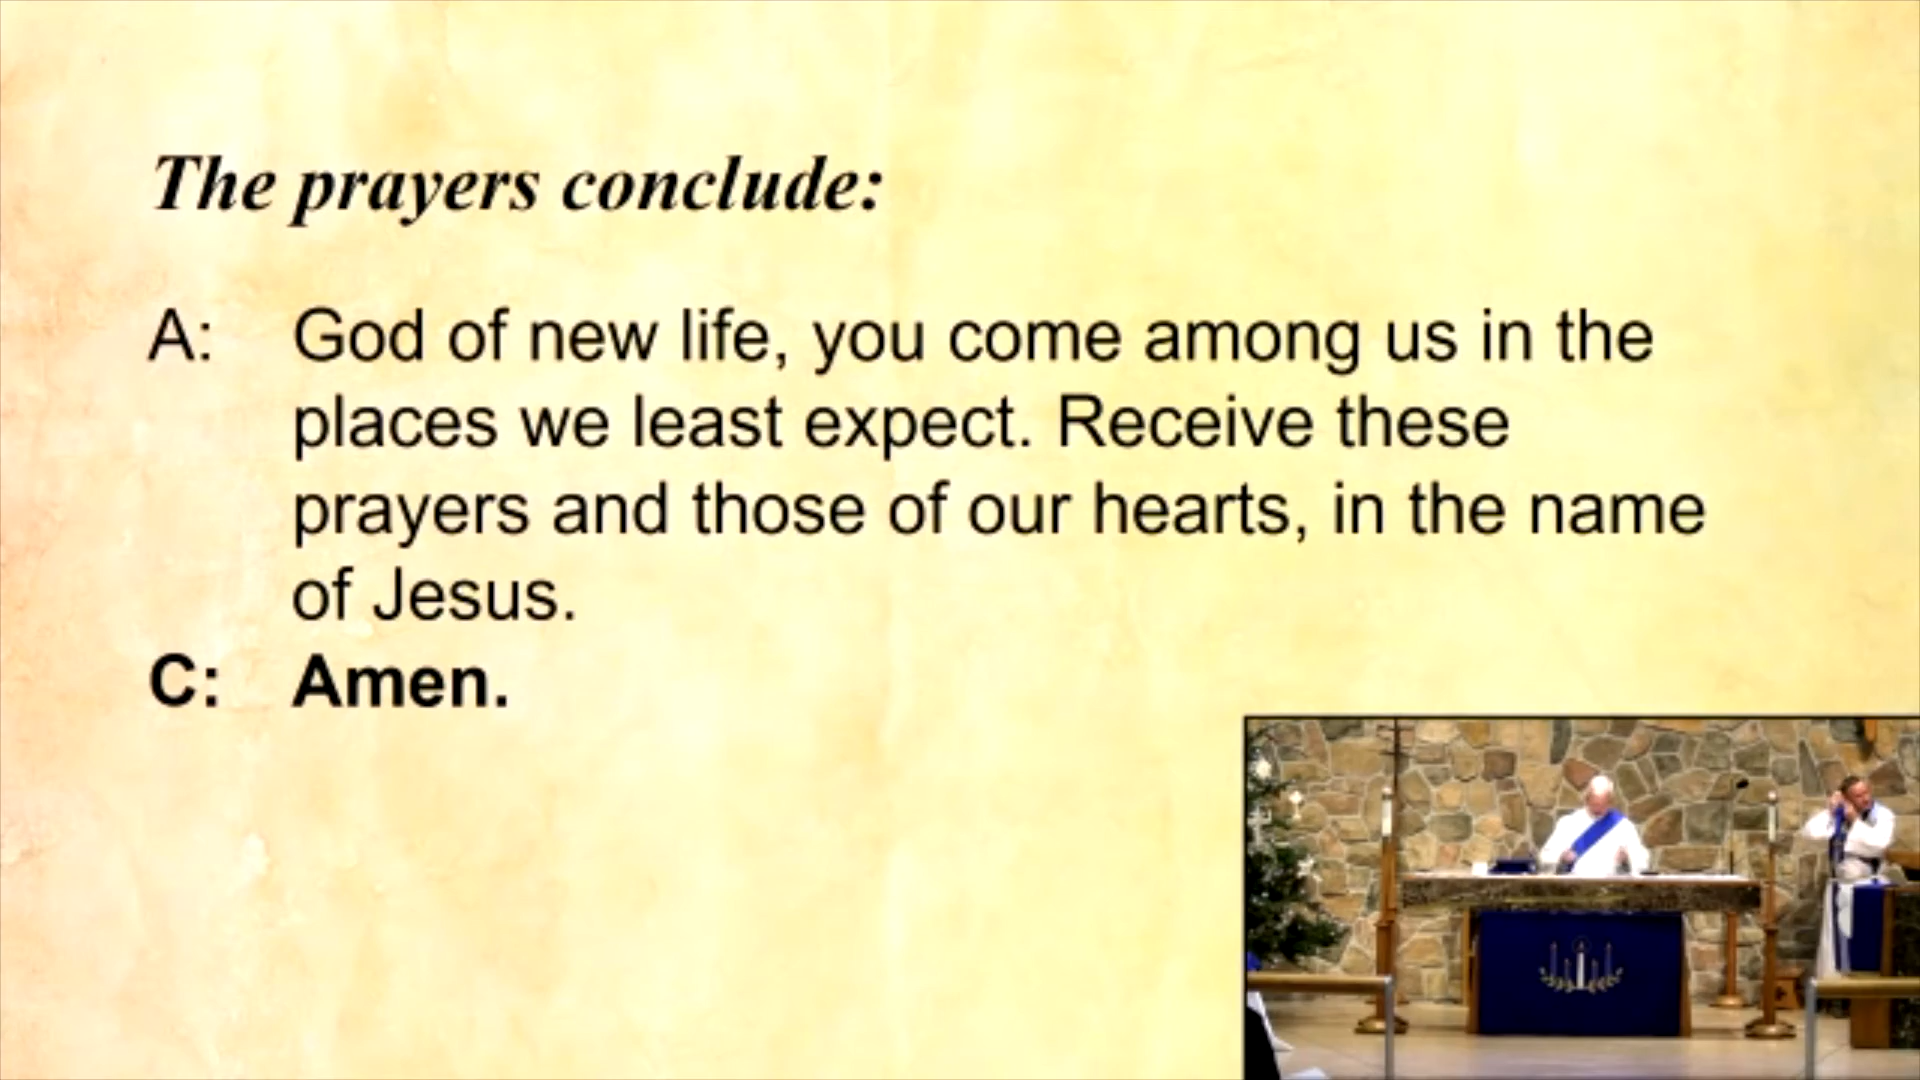 The prayers conclude:
A: God of new life, you come among us in the
places we least expect. Receive these
prayers and those of our hearts, in the name
of Jesus.
C: Amen.